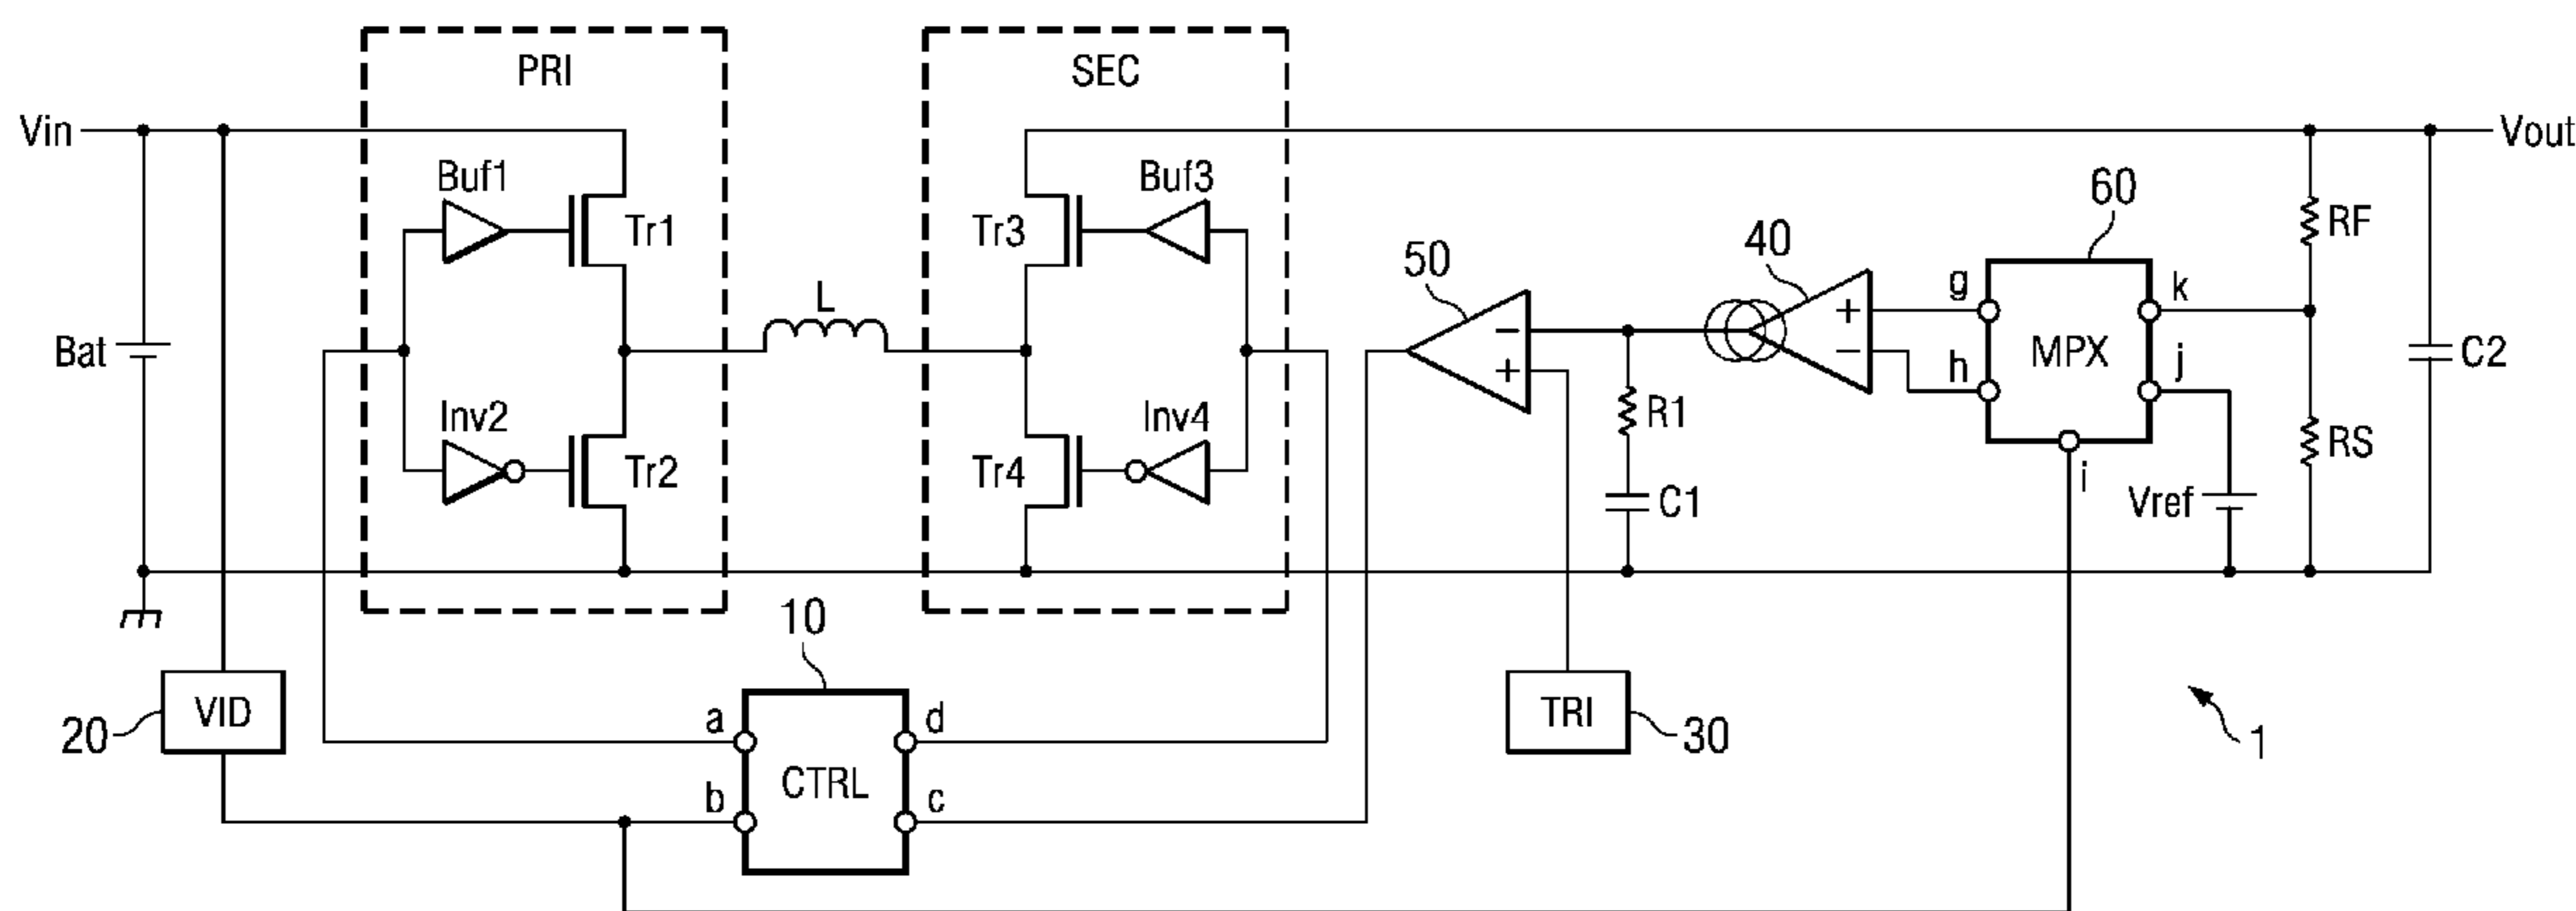 PRI
SEC
Vin
Vout
Buf1
Buf3
60
Tr1
Tr3
40
RF
50
+
g
k
L
−
Bat
−
MPX
C2
+
h
j
Inv2
Inv4
R1
Tr2
Tr4
RS
i
C1
Vref
10
VID
a
d
TRI
20
30
1
CTRL
b
c